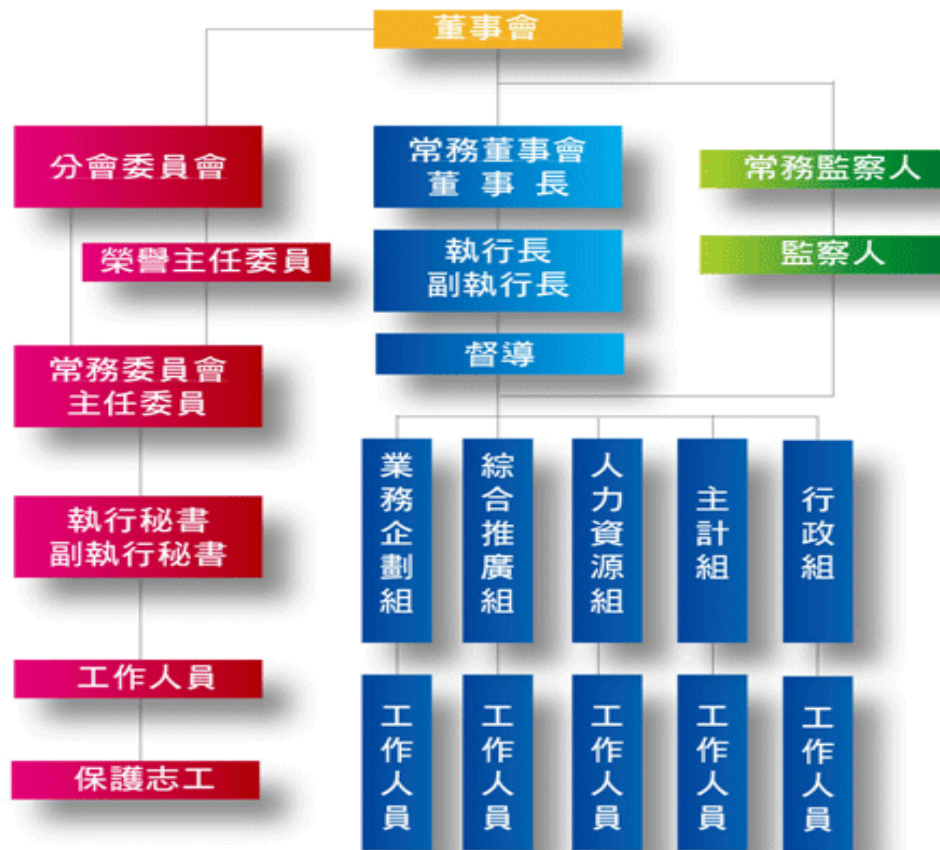 董事會
分會委員會
榮譽主任委員
常務委員會
主任委員
執行秘書
副執行秘書
工作人員
保護志工
常務董事會
董事長
執行長
副執行長
督導
常務監察人
監察人
業務企劃組
綜合推廣組
人力資源組
主計組
行政組
工作人員
工作人員
工作人員
工作人員
工作人員